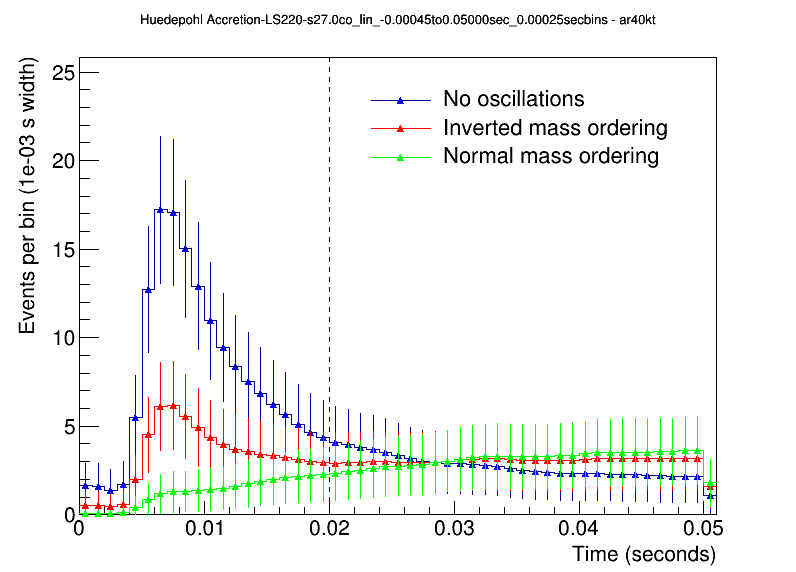 Huedepohl Accretion-LS220-s27.0co_lin_-0.00045to0.05000sec_0.00025secbins - ar40kt
Events per bin (1e-03 s width)
25
20
15
10
5
0
No oscillations
Inverted mass ordering
Normal mass ordering
0 0.01 0.02 0.03 0.04 0.05
Time (seconds)